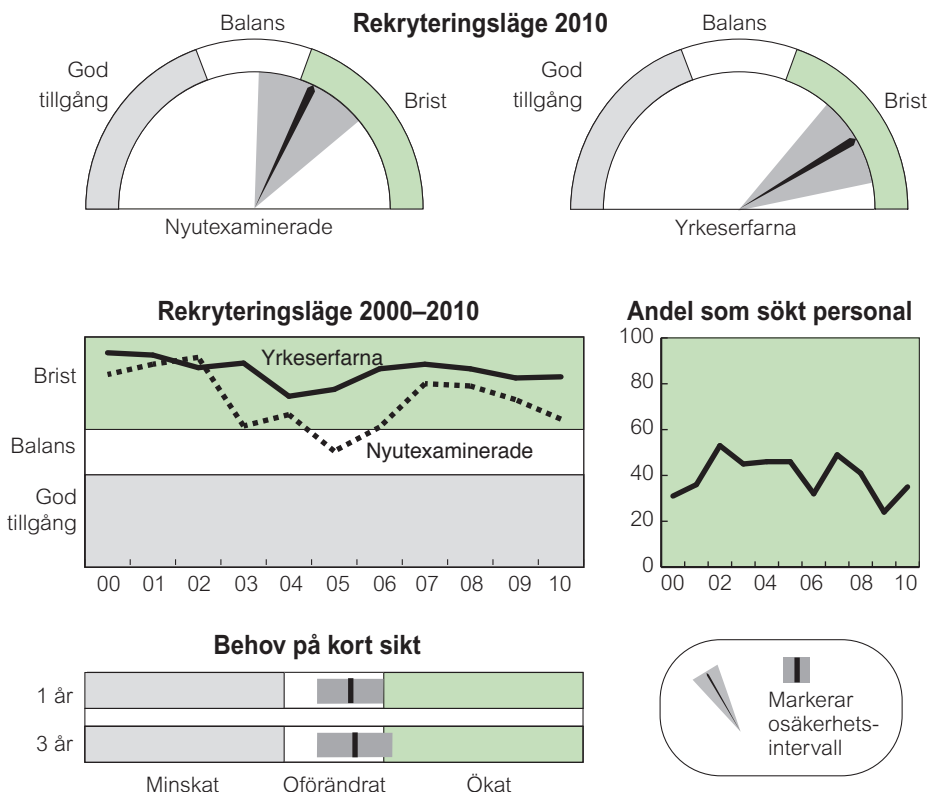 Rekryteringsläge 2010
Balans
God
tillgång
Brist
Nyutexaminerade
Balans
God
tillgång
Brist
Yrkeserfarna
Rekryteringsläge 2000–2010
Brist
Balans
God
tillgång
Yrkeserfarna
Nyutexaminerade
00 01 02 03 04 05 06 07 08 09 10
Andel som sökt personal
100
80
60
40
20
0
00 02 04 06 08 10
Behov på kort sikt
1 år
3 år
Minskat Oförändrat Ökat
Markerar
osäkerhets-
intervall